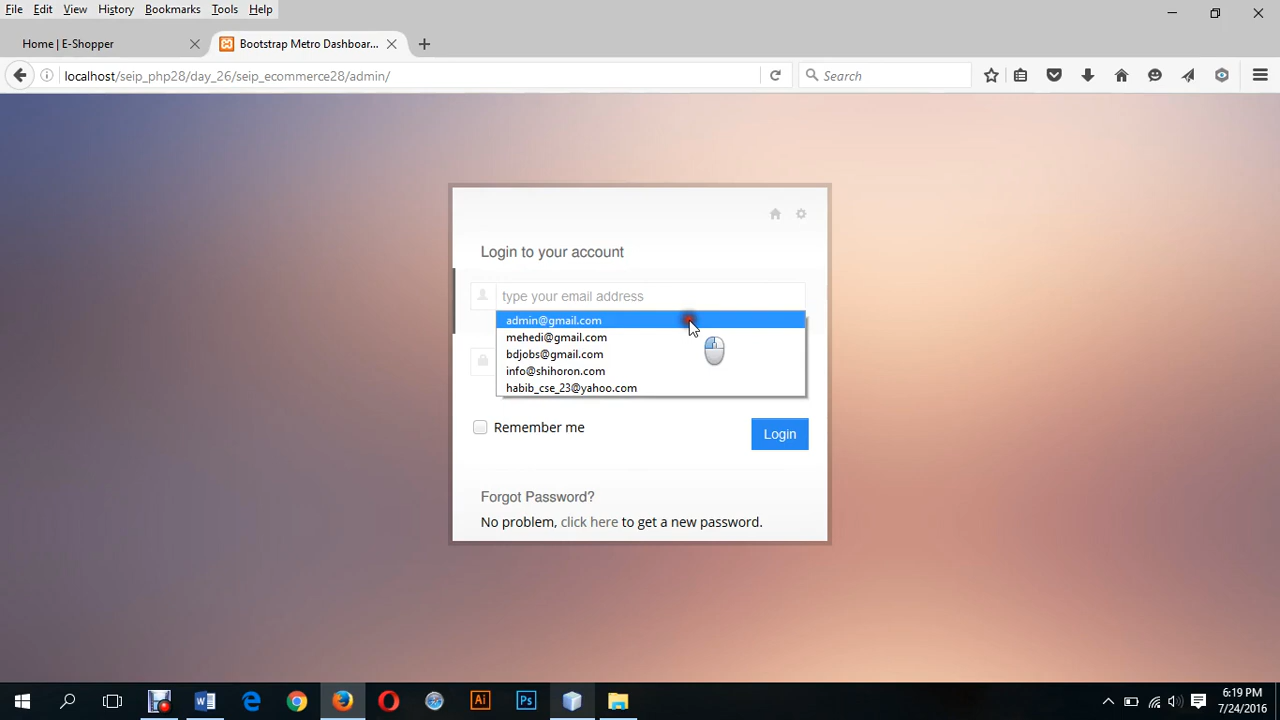 File Edit View History Bookmarks Tools Help
Home | E-Shopper
Bootstrap Metro Dashboar...
localhost/seip_php28/day_26/seip_ecommerce28/admin/
Search
Login to your account
type your email address
admin@gmail.com
mehedi@gmail.com
bdjobs@gmail.com
info@shihoron.com
habib_cse_23@yahoo.com
Remember me
Login
Forgot Password?
No problem, click here to get a new password.
Ai
Ps
6:19 PM
7/24/2016